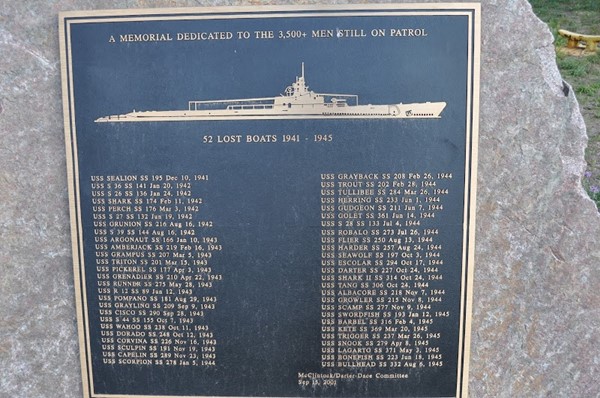 A MEMORIAL DEDICATED TO THE 3,500+ MEN STILL ON PATROL
52 LOST BOATS 1941 - 1945
USS SEALION SS 195 Dec 10, 1941
USS S 36 SS 141 Jan 20, 1942
USS S 26 SS 136 Jan 24, 1942
USS SHARK SS 174 Feb 11, 1942
USS PERCH SS 176 Mar 3, 1942
USS S 27 SS 132 Jun 19, 1942
USS GRUNION SS 216 Aug 16, 1942
USS S 39 SS 144 Aug 16, 1942
USS ARGONAUT SS 166 Jan 10, 1943
USS AMBERJACK SS 219 Feb 16, 1943
USS GRAMPUS SS 207 Mar 5, 1943
USS TRITON SS 201 Mar 15, 1943
USS PICKEREL SS 177 Apr 3, 1943
USS GRENADIER SS 210 Apr 22, 1943
USS RUNNER SS 275 May 28, 1943
USS R 12 SS 89 Jun 12, 1943
USS POMPANO SS 181 Aug 29, 1943
USS GRAYLING SS 209 Sep 9, 1943
USS CISCO SS 290 Sep 28, 1943
USS S 44 SS 155 Oct 7, 1943
USS WAHOO SS 238 Oct 11, 1943
USS DORADO SS 248 Oct 12, 1943
USS CORVINA SS 226 Nov 16, 1943
USS SCULPIN SS 191 Nov 19, 1943
USS CAPELIN SS 289 Nov 23, 1943
USS SCORPION SS 278 Jan 5, 1944
USS GRAYBACK SS 208 Feb 26, 1944
USS TROUT SS 202 Feb 28, 1944
USS TULLIBEE SS 284 Mar 26, 1944
USS HERRING SS 233 Jun 1, 1944
USS GUDGEON SS 211 Jun 7, 1944
USS GOLET SS 361 Jun 14, 1944
USS S 28 SS 133 Jul 4, 1944
USS ROBALO SS 273 Jul 26, 1944
USS FLIER SS 250 Aug 13, 1944
USS HARDER SS 257 Aug 24, 1944
USS SEAWOLF SS 197 Oct 3, 1944
USS ESCOLAR SS 294 Oct 17, 1944
USS DARTER SS 227 Oct 24, 1944
USS SHARK II SS 314 Oct 24, 1944
USS TANG SS 306 Oct 24, 1944
USS ALBACORE SS 218 Nov 7, 1944
USS GROWLER SS 215 Nov 8, 1944
USS SCAMP SS 277 Nov 9, 1944
USS SWORDFISH SS 193 Jan 12, 1945
USS BARBEL SS 316 Feb 4, 1945
USS KETE SS 369 Mar 20, 1945
USS TRIGGER SS 237 Mar 26, 1945
USS SNOOK SS 279 Apr 8, 1945
USS LAGARTO SS 371 May 3, 1945
USS BONEFISH SS 223 Jun 18, 1945
USS BULLHEAD SS 332 Aug 6, 1945
McClintock/Darter-Dace Committee
Sep 18, 2001